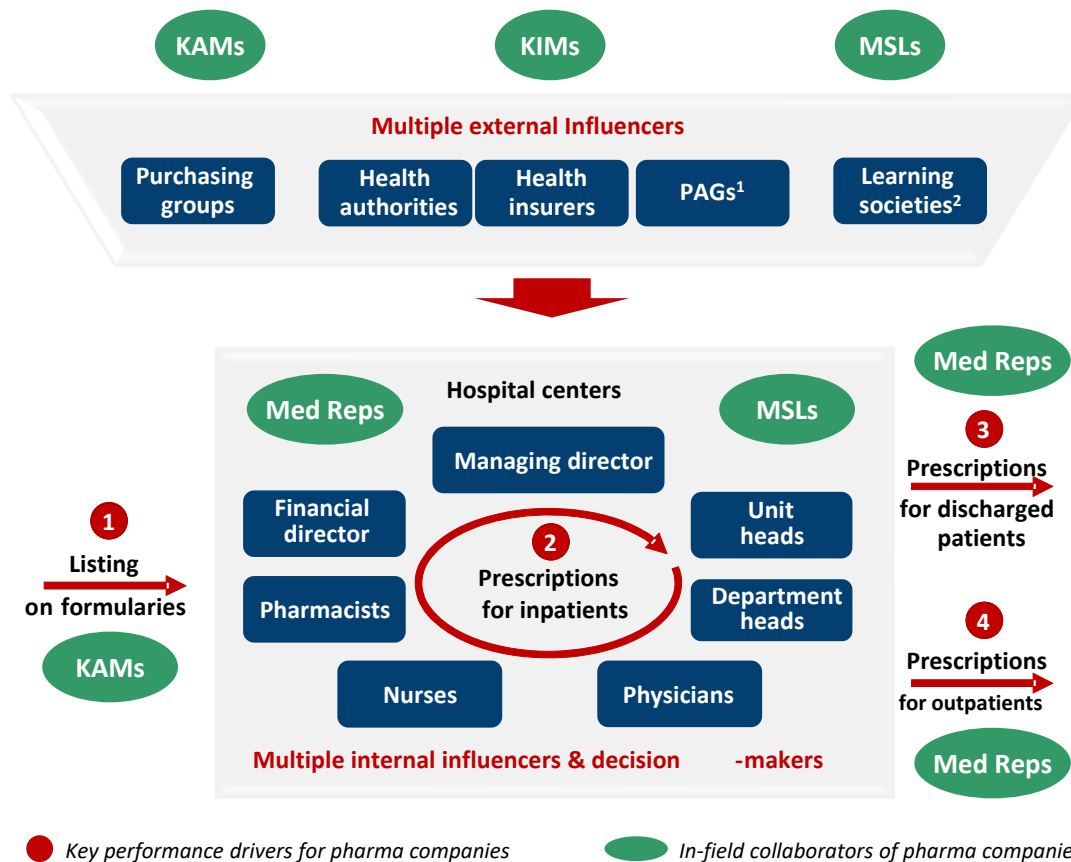 KAMs
KIMs
MSLs
Multiple external Influencers
Purchasing
groups
Health
authorities
Health
insurers
PAGs1
Learning
societies2
Med Reps
Hospital centers
MSLs
Med Reps
Managing director
3
Prescriptions
for discharged
patients
1
Listing
on formularies
KAMs
Financial
director
2
Prescriptions
for inpatients
Unit
heads
Pharmacists
Department
heads
4
Prescriptions
for outpatients
Med Reps
Nurses
Physicians
Multiple internal influencers & decision -makers
Key performance drivers for pharma companies
In-field collaborators of pharma companie